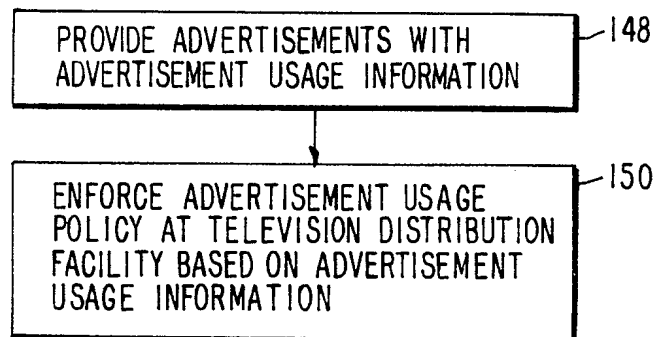 PROVIDE ADVERTISEMENTS WITH
ADVERTISEMENT USAGE INFORMATION
148
ENFORCE ADVERTISEMENT USAGE
POLICY AT TELEVISION DISTRIBUTION
FACILITY BASED ON ADVERTISEMENT
USAGE INFORMATION
150